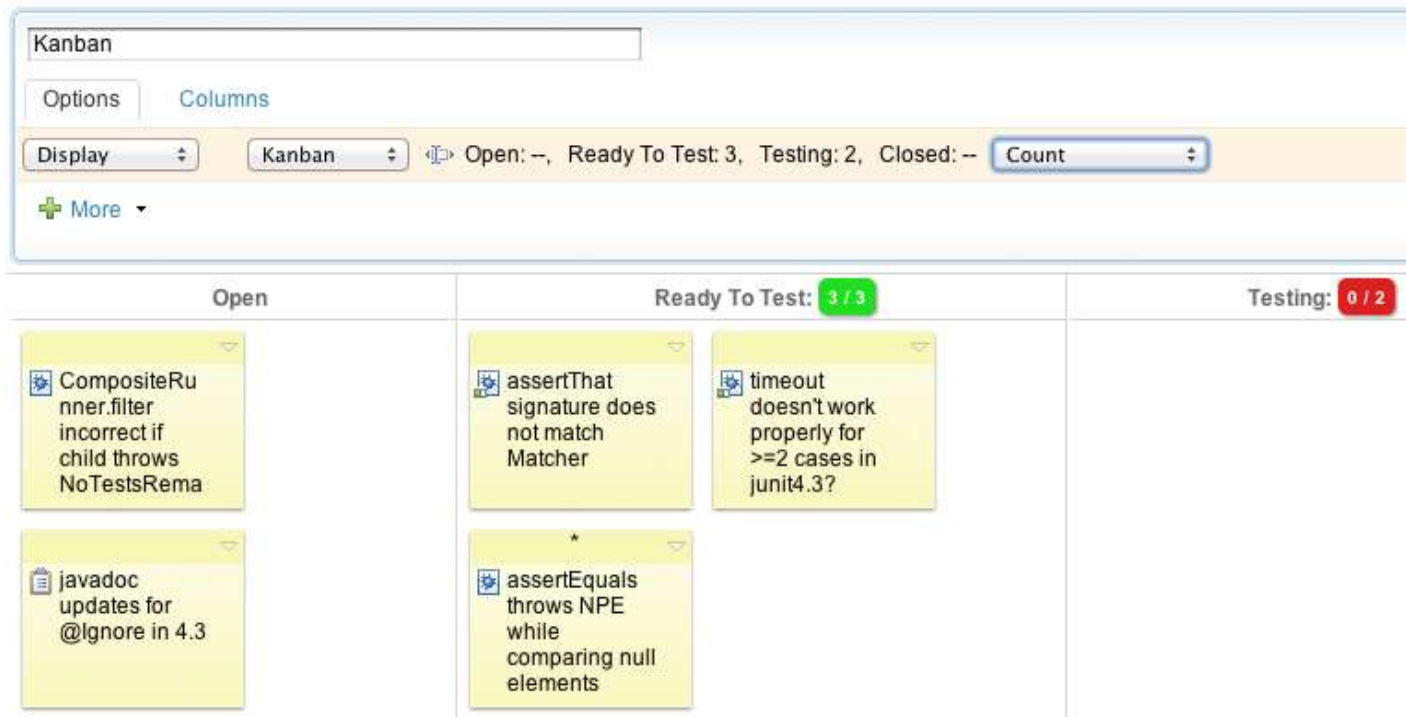 Kanban
Options Columns
Display Kanban Open: --, Ready To Test: 3, Testing: 2, Closed: -- Count
More
Open Ready To Test: 3 / 3 Testing: 0 / 2
CompositeRu
nner.filter
incorrect if
child throws
NoTestsRema
assertThat
signature does
not match
Matcher
timeout
doesn't work
properly for
>=2 cases in
junit4.3?
javadoc
updates for
@Ignore in 4.3
*
assertEquals
throws NPE
while
comparing null
elements